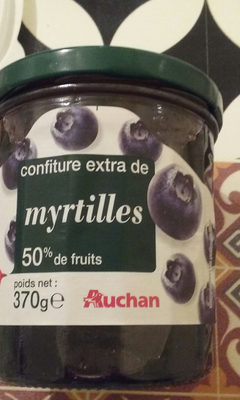 confiture extra de
myrtilles
50% de fruits
poids net :
370g℮
Auchan